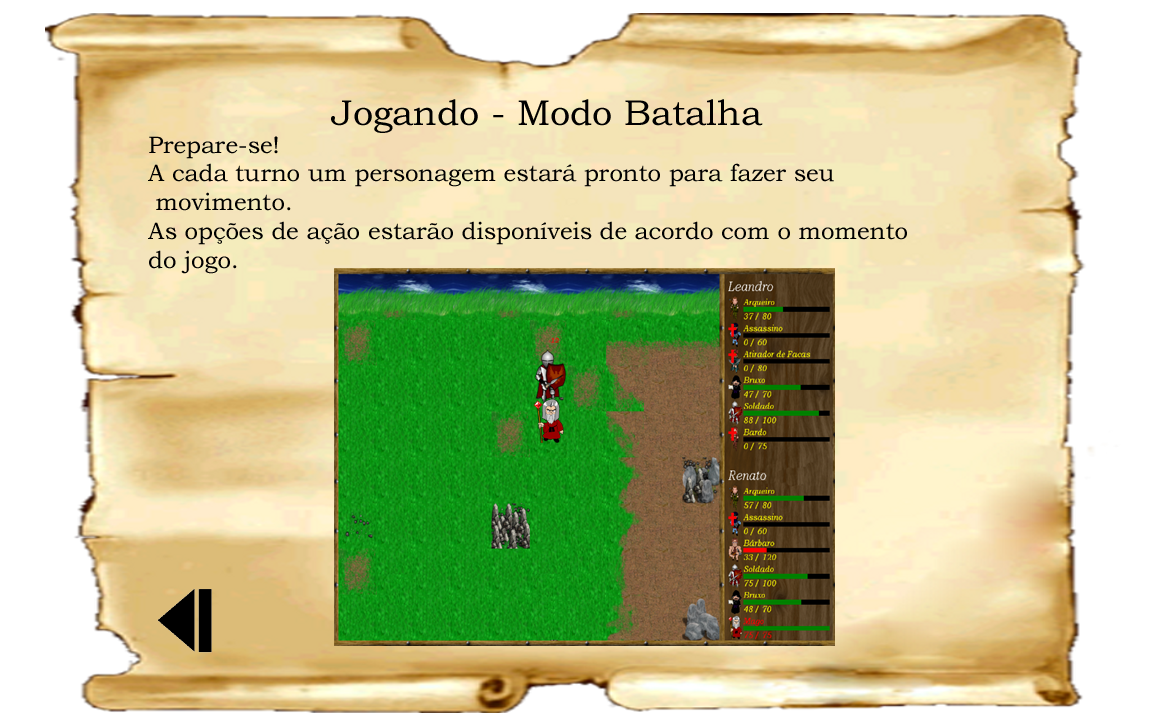 Jogando - Modo Batalha
Prepare-se!
A cada turno um personagem estará pronto para fazer seu
movimento.
As opções de ação estarão disponíveis de acordo com o momento
do jogo.
Leandro
Arqueiro
37 / 80
Assassino
0 / 60
Atirador de Facas
0 / 80
Bruxo
47 / 70
Soldado
88 / 100
Bardo
0 / 75
Renato
Arqueiro
57 / 80
Assassino
0 / 60
Bárbaro
33 / 120
Soldado
75 / 100
Bruxo
48 / 70